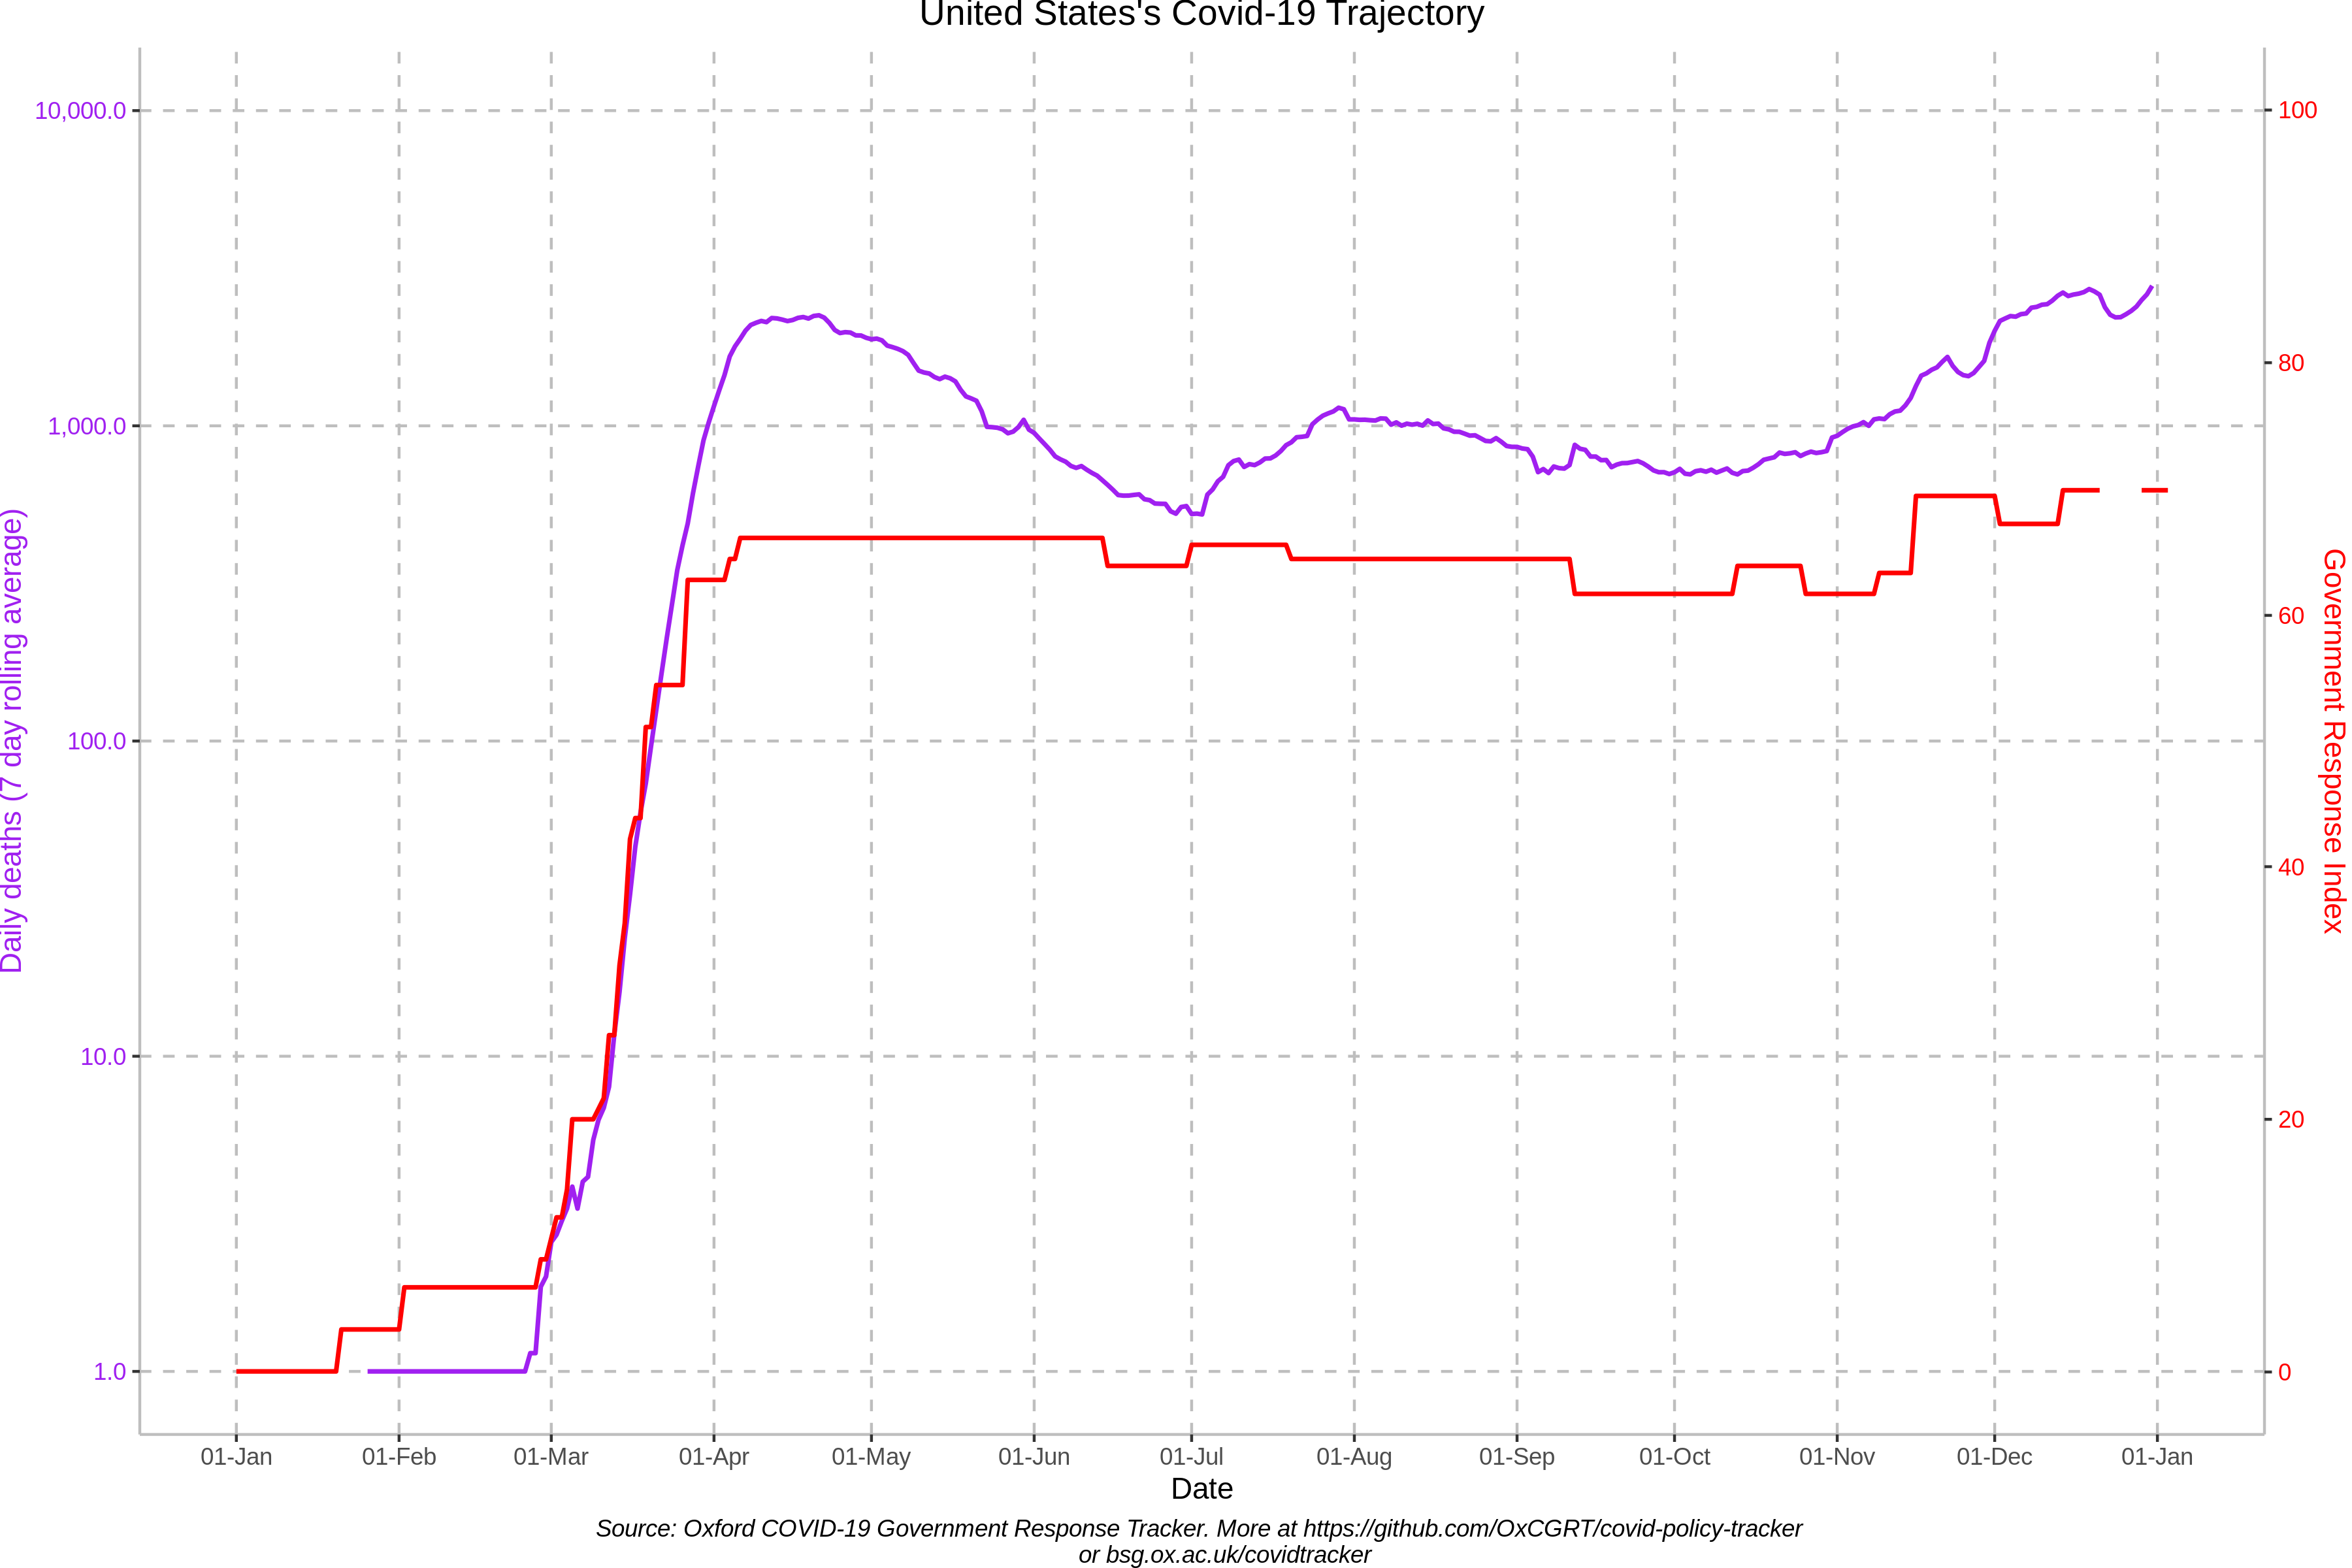 United States's Covid-19 Trajectory
10,000.0
1,000.0
100.0
10.0
1.0
Daily deaths (7 day rolling average)
100
80
60
40
20
0
Government Response Index
01-Jan 01-Feb 01-Mar 01-Apr 01-May 01-Jun 01-Jul 01-Aug 01-Sep 01-Oct 01-Nov 01-Dec 01-Jan
Date
Source: Oxford COVID-19 Government Response Tracker. More at https://github.com/OxCGRT/covid-policy-tracker
or bsg.ox.ac.uk/covidtracker